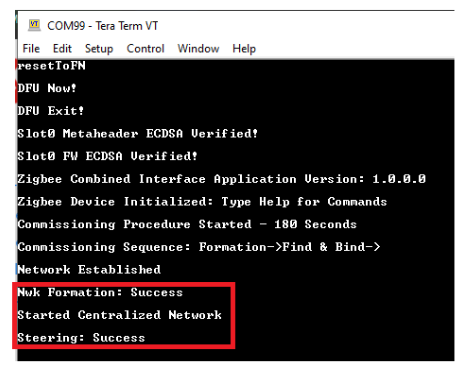 COM99 - Tera Term VT
File Edit Setup Control Window Help
resetToFN
DFU Now!
DFU Exit!
Slot0 Metaheader ECDSA Verified!
Slot0 FW ECDSA Verified!
Zigbee Combined Interface Application Version: 1.0.0.0
Zigbee Device Initialized: Type Help for Commands
Commissioning Procedure Started - 180 Seconds
Commissioning Sequence: Formation->Find & Bind->
Network Established
Nwk Formation: Success
Started Centralized Network
Steering: Success